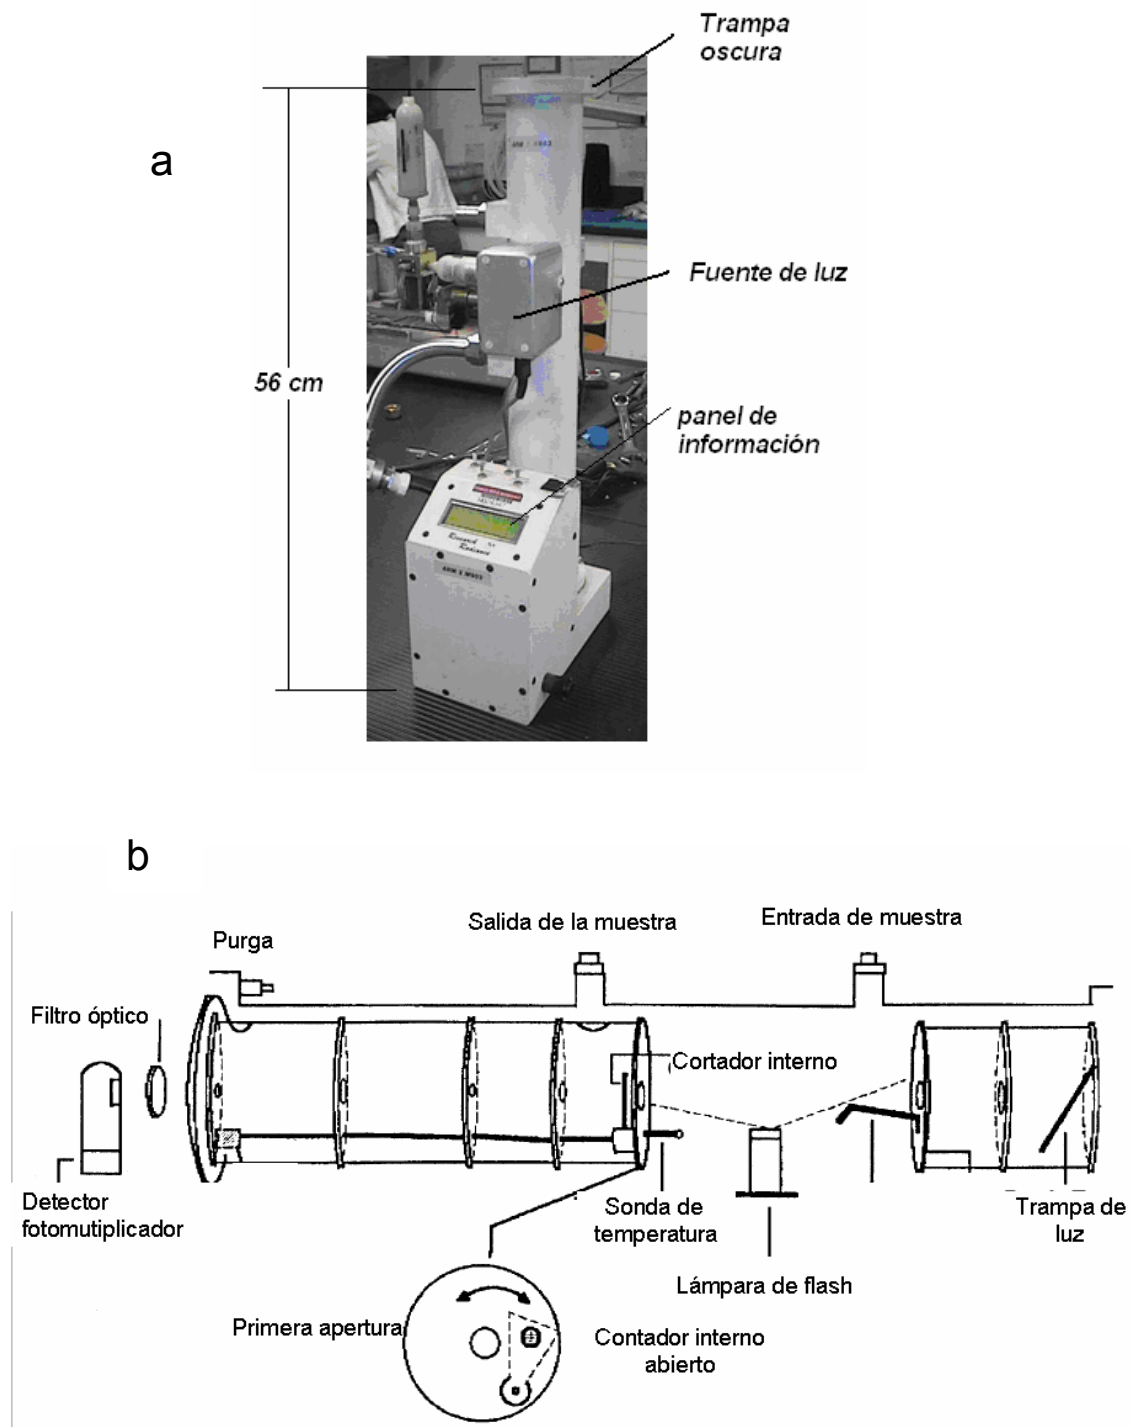 Trampa
oscura
a
Fuente de luz
56 cm
panel de
información
Research
Radiance
b
Salida de la muestra
Entrada de muestra
Purga
Filtro óptico
Cortador interno
Detector
fotomutiplicador
Sonda de
temperatura
Trampa de
luz
Lámpara de flash
Primera apertura
Contador interno
abierto